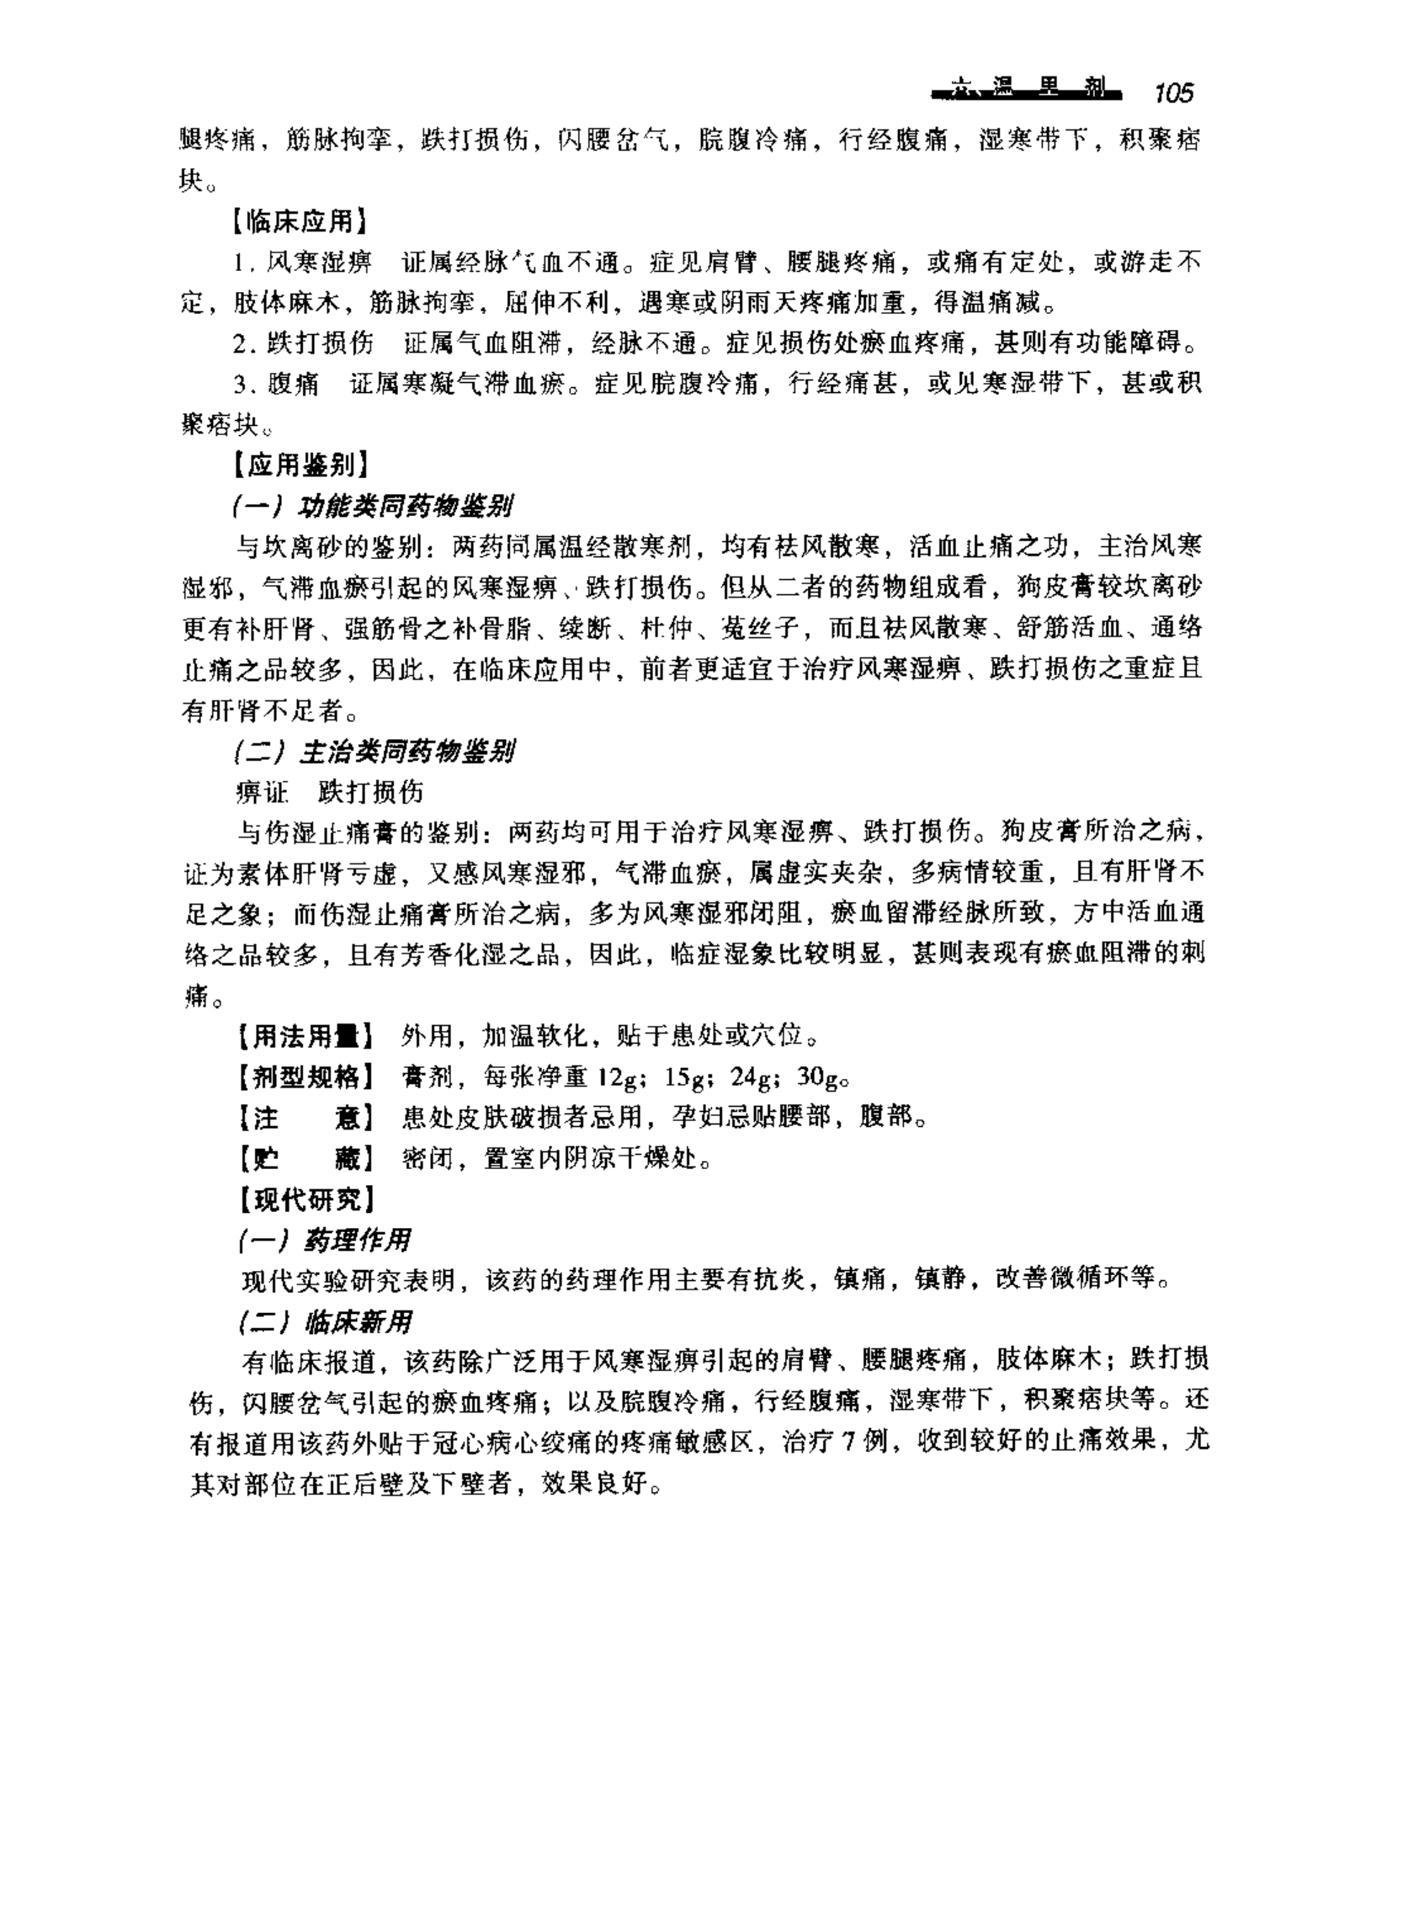 六、温里剂 105
腿疼痛，筋脉拘挛，跌打损伤，闪腰岔气，脘腹冷痛，行经腹痛，湿寒带下，积聚痞
块。
【临床应用】
1. 风寒湿痹　证属经脉气血不通。症见肩臂、腰腿疼痛，或痛有定处，或游走不
定，肢体麻木，筋脉拘挛，屈伸不利，遇寒或阴雨天疼痛加重，得温痛减。
2. 跌打损伤　证属气血阻滞，经脉不通。症见损伤处瘀血疼痛，甚则有功能障碍。
3. 腹痛　证属寒凝气滞血瘀。症见脘腹冷痛，行经痛甚，或见寒湿带下，甚或积
聚痞块。
【应用鉴别】
（一）功能类同药物鉴别
与坎离砂的鉴别：两药同属温经散寒剂，均有祛风散寒，活血止痛之功，主治风寒
湿邪，气滞血瘀引起的风寒湿痹、跌打损伤。但从二者的药物组成看，狗皮膏较坎离砂
更有补肝肾、强筋骨之补骨脂、续断、杜仲、菟丝子，而且祛风散寒、舒筋活血、通络
止痛之品较多，因此，在临床应用中，前者更适宜于治疗风寒湿痹、跌打损伤之重症且
有肝肾不足者。
（二）主治类同药物鉴别
痹证　跌打损伤
与伤湿止痛膏的鉴别：两药均可用于治疗风寒湿痹、跌打损伤。狗皮膏所治之病，
证为素体肝肾亏虚，又感风寒湿邪，气滞血瘀，属虚实夹杂，多病情较重，且有肝肾不
足之象；而伤湿止痛膏所治之病，多为风寒湿邪闭阻，瘀血留滞经脉所致，方中活血通
络之品较多，且有芳香化湿之品，因此，临症湿象比较明显，甚则表现有瘀血阻滞的刺
痛。
【用法用量】　外用，加温软化，贴于患处或穴位。
【剂型规格】　膏剂，每张净重 12g；15g；24g；30g。
【注　　意】　患处皮肤破损者忌用，孕妇忌贴腰部，腹部。
【贮　　藏】　密闭，置室内阴凉干燥处。
【现代研究】
（一）药理作用
现代实验研究表明，该药的药理作用主要有抗炎，镇痛，镇静，改善微循环等。
（二）临床新用
有临床报道，该药除广泛用于风寒湿痹引起的肩臂、腰腿疼痛，肢体麻木；跌打损
伤，闪腰岔气引起的瘀血疼痛；以及脘腹冷痛，行经腹痛，湿寒带下，积聚痞块等。还
有报道用该药外贴于冠心病心绞痛的疼痛敏感区，治疗 7 例，收到较好的止痛效果，尤
其对部位在正后壁及下壁者，效果良好。